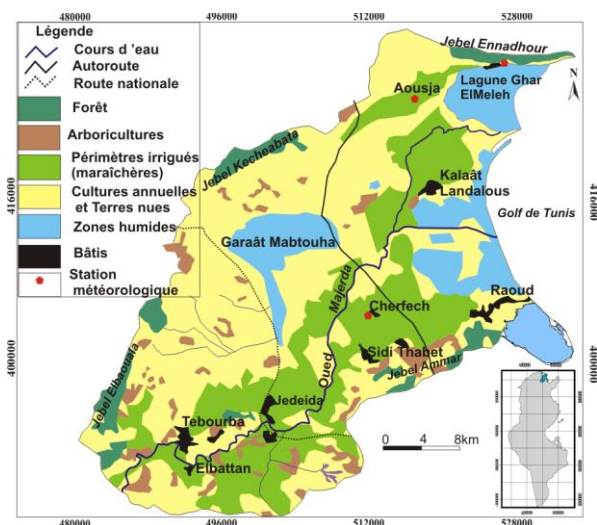 480000 496000 512000 528000
Légende
Cours d 'eau
Autoroute
Route nationale
Forêt
Arboricultures
Périmètres irrigués
(maraîchères)
Cultures annuelles
et Terres nues
Zones humides
Bâtis
Station
météorologique
Jebel Ennadhour
N
Lagune Ghar
ElMeleh
Aousja
Jebel Kecheabata
Kalaât
Landalous
416000
416000
Golf de Tunis
Garaât Mabtouha
Majerda
Oued
Raoud
Cherfech
Sidi Thabet
Jebel Ammar
400000
400000
Jebel Elbaouala
Jedeida
Tebourba
Elbattan
0 4 8km
480000 496000 512000 528000